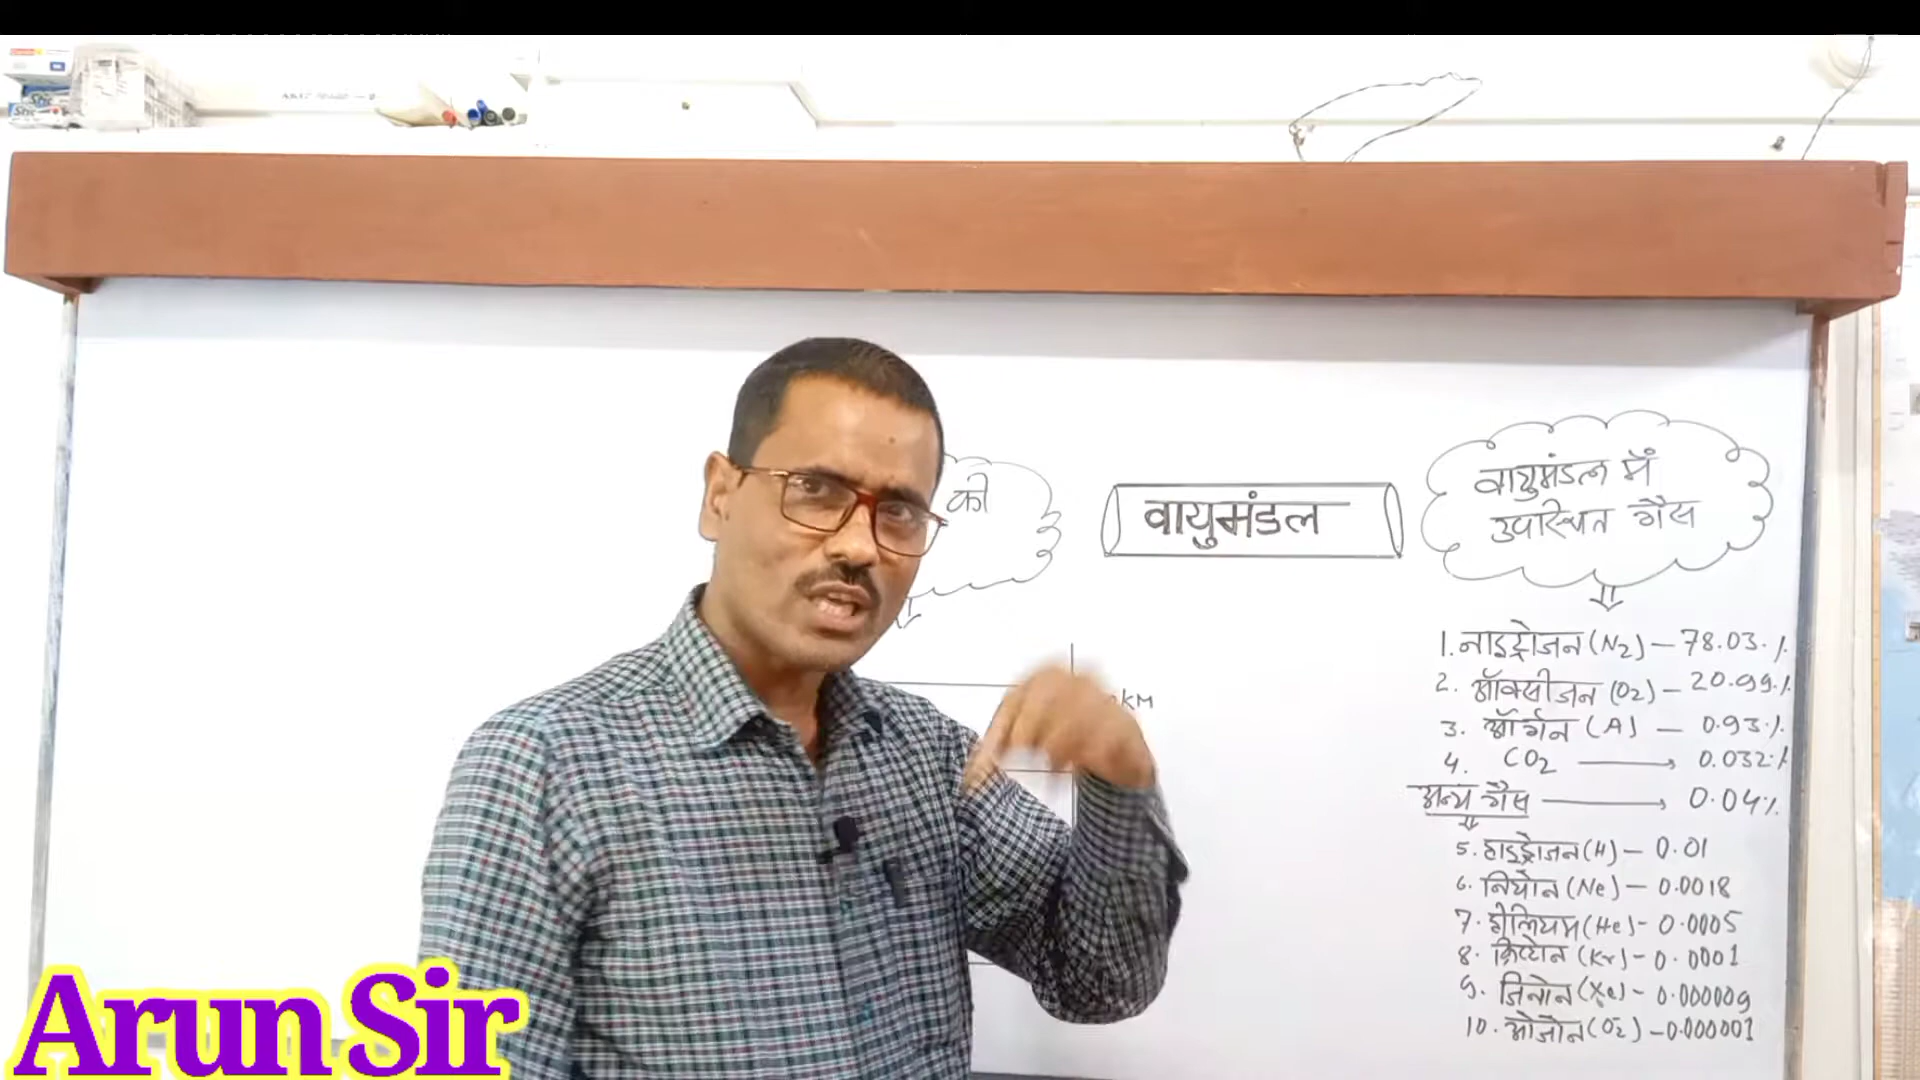 को
वायुमंडल
वायुमंडल में
उपस्थित गैस
1. नाइट्रोजन (N2) – 78.03%
2. ऑक्सीजन (O2) – 20.99%
3. ऑर्गन (A) – 0.93%
4. CO2 → 0.032%
अन्य गैस → 0.04%
5. हाइड्रोजन (H) – 0.01
6. नियोन (Ne) – 0.0018
7. हीलियम (He) – 0.0005
8. क्रिप्टोन (Kr) – 0.0001
9. जिनोन (Xe) – 0.000009
10. ओजोन (O2) – 0.000001
KM
Arun Sir